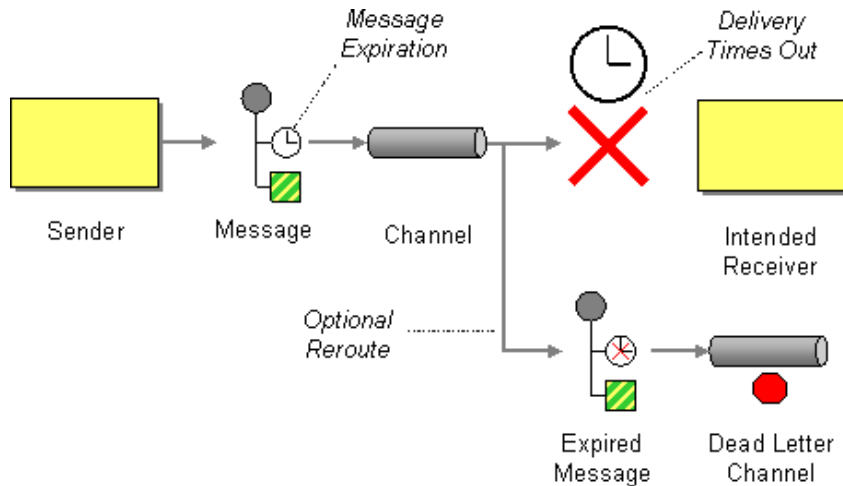 Message
Expiration
Delivery
Times Out
Sender
Message
Channel
Intended
Receiver
Optional
Reroute
Expired
Message
Dead Letter
Channel